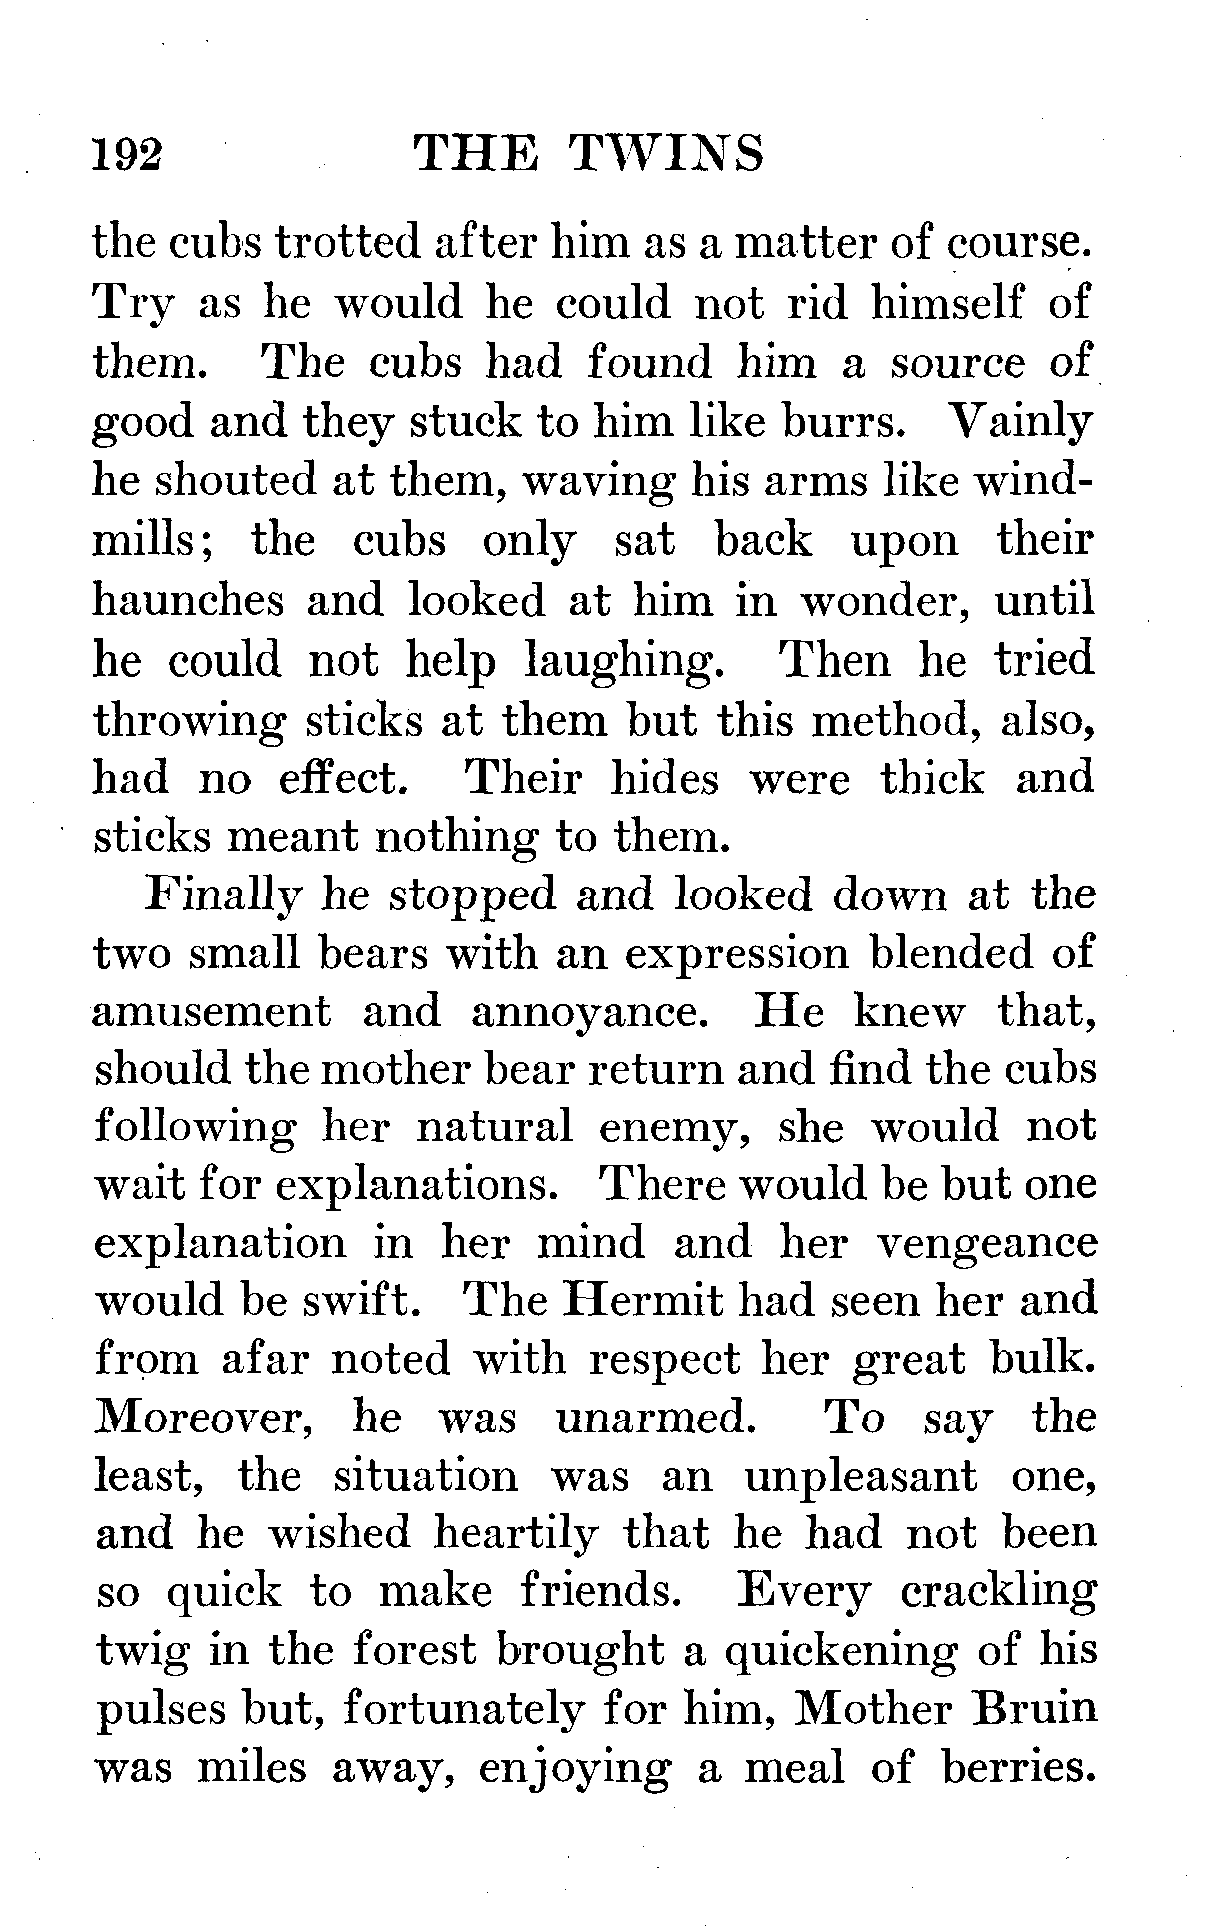 192 THE TWINS
the cubs trotted after him as a matter of course.
Try as he would he could not rid himself of
them. The cubs had found him a source of
good and they stuck to him like burrs. Vainly
he shouted at them, waving his arms like wind-
mills; the cubs only sat back upon their
haunches and looked at him in wonder, until
he could not help laughing. Then he tried
throwing sticks at them but this method, also,
had no effect. Their hides were thick and
sticks meant nothing to them.
Finally he stopped and looked down at the
two small bears with an expression blended of
amusement and annoyance. He knew that,
should the mother bear return and find the cubs
following her natural enemy, she would not
wait for explanations. There would be but one
explanation in her mind and her vengeance
would be swift. The Hermit had seen her and
from afar noted with respect her great bulk.
Moreover, he was unarmed. To say the
least, the situation was an unpleasant one,
and he wished heartily that he had not been
so quick to make friends. Every crackling
twig in the forest brought a quickening of his
pulses but, fortunately for him, Mother Bruin
was miles away, enjoying a meal of berries.